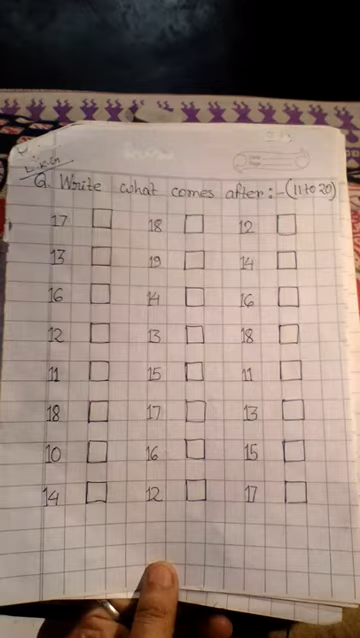 U.K.G
Q. Write what comes after:-(11 to 20)
17 18 12
13 19 14
16 14 16
12 13 18
11 15 11
18 17 13
10 16 15
14 12 17